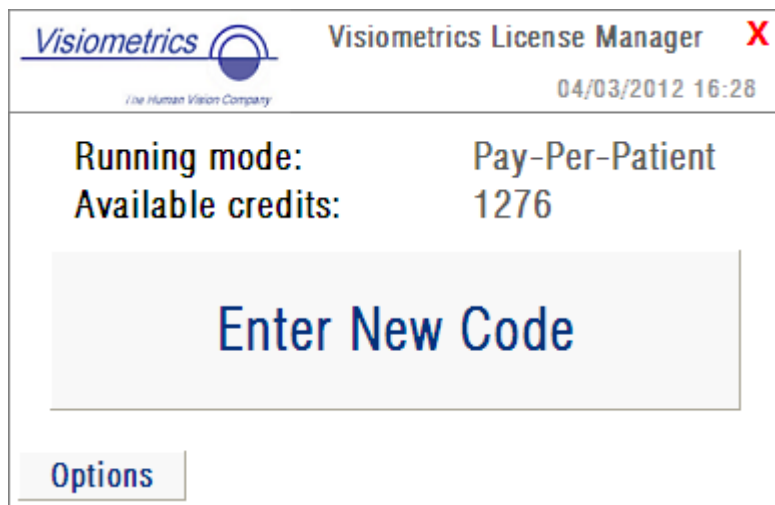 Visiometrics
The Human Vision Company
Visiometrics License Manager X
04/03/2012 16:28
Running mode: Pay-Per-Patient
Available credits: 1276
Enter New Code
Options